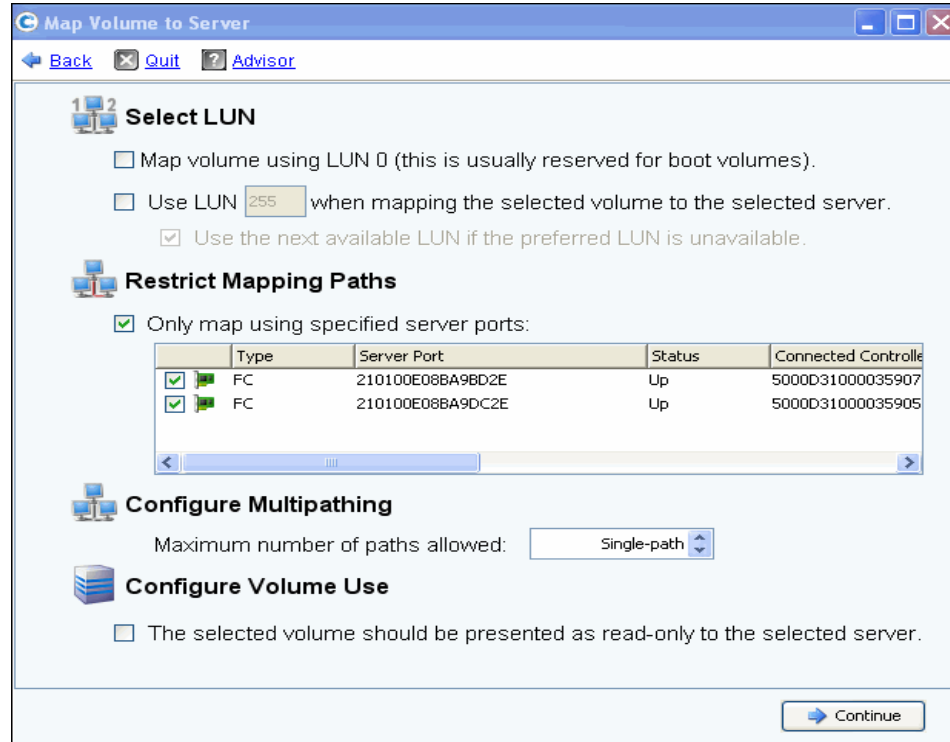 Map Volume to Server
Back Quit Advisor
1 2
Select LUN
Map volume using LUN 0 (this is usually reserved for boot volumes).
Use LUN 255 when mapping the selected volume to the selected server.
Use the next available LUN if the preferred LUN is unavailable.
Restrict Mapping Paths
Only map using specified server ports:
Type Server Port Status Connected Controlle
FC 210100E08BA9BD2E Up 5000D31000035907
FC 210100E08BA9DC2E Up 5000D31000035905
Configure Multipathing
Maximum number of paths allowed: Single-path
Configure Volume Use
The selected volume should be presented as read-only to the selected server.
Continue